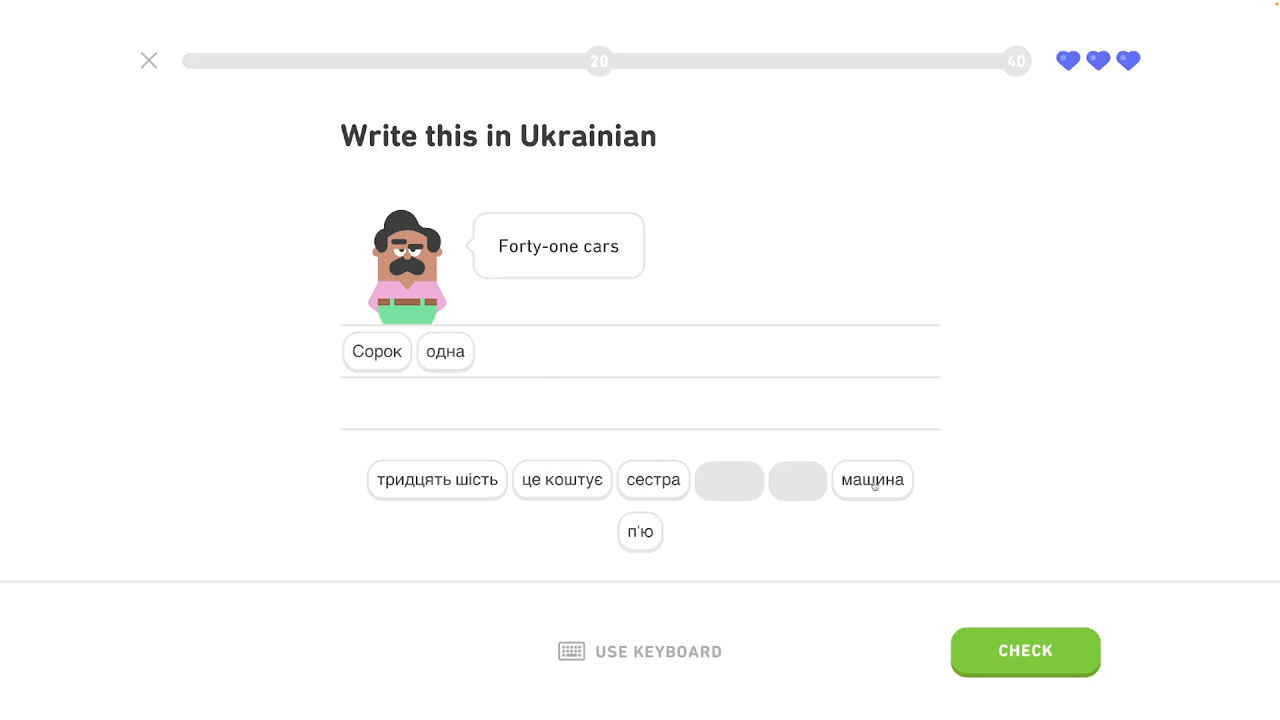 20
40
Write this in Ukrainian
Forty-one cars
Сорок одна
тридцять шість це коштує сестра машина
п'ю
USE KEYBOARD
CHECK